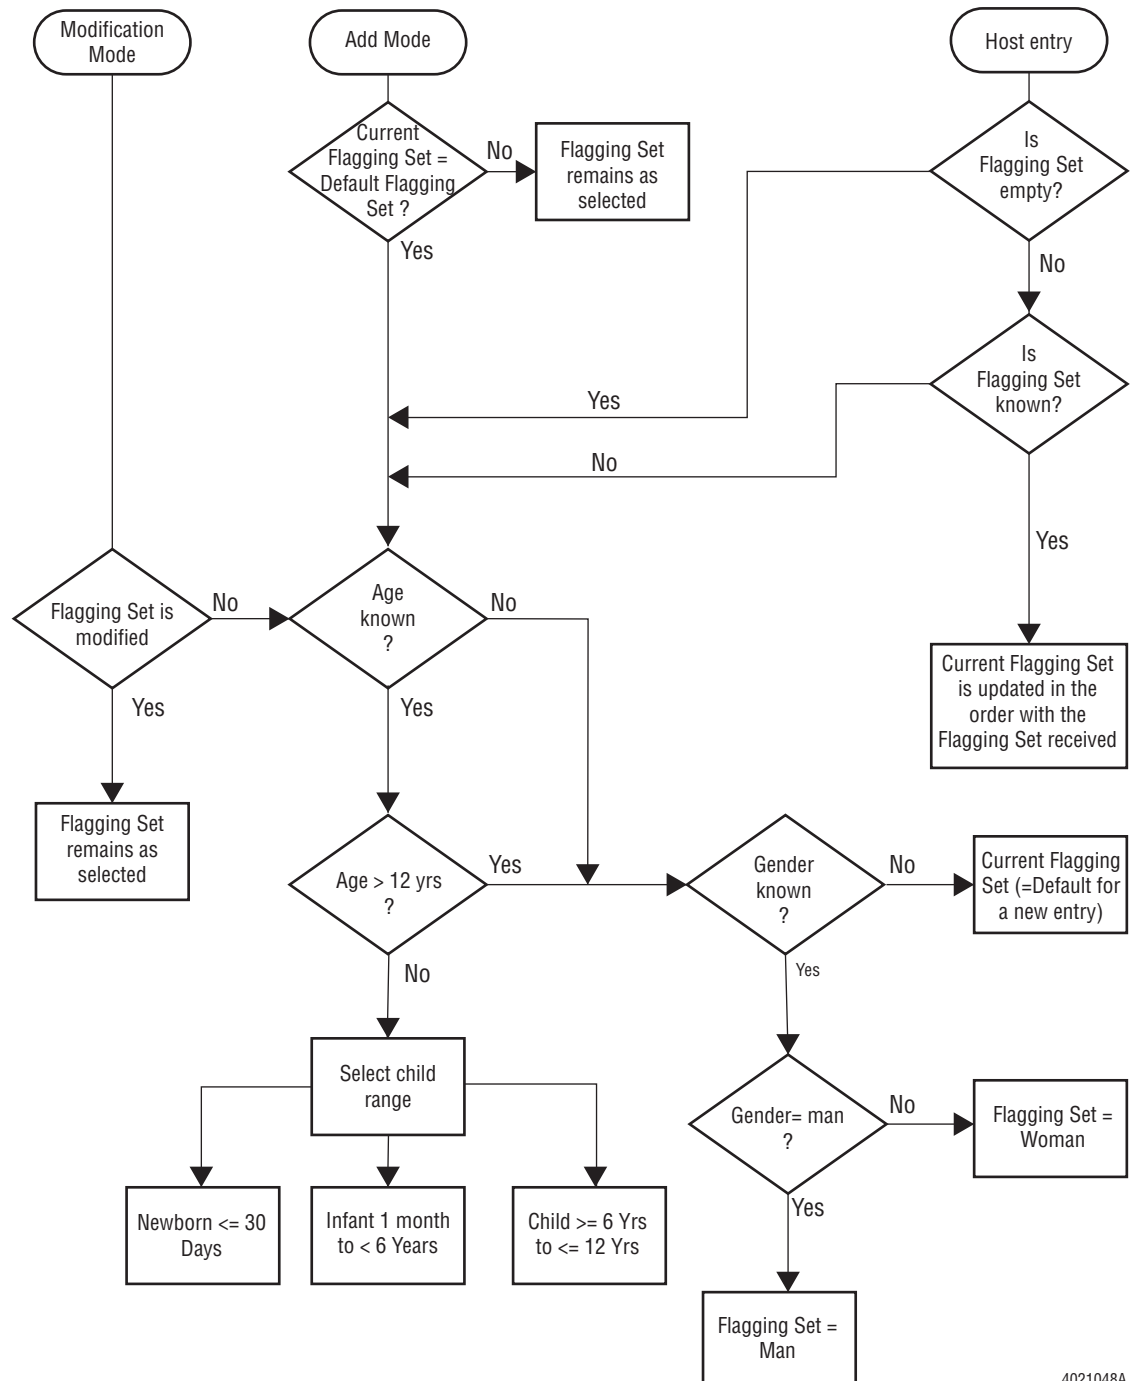 Modification
Mode
Add Mode
Host entry
Current
Flagging Set =
Default Flagging
Set ?
No
Flagging Set
remains as
selected
Is
Flagging Set
empty?
Yes
No
Is
Flagging Set
known?
Yes
No
Yes
Flagging Set is
modified
No
Age
known
?
No
Current Flagging Set
is updated in the
order with the
Flagging Set received
Yes
Yes
Flagging Set
remains as
selected
Age > 12 yrs
?
Yes
Gender
known
?
No
Current Flagging
Set (=Default for
a new entry)
No
Yes
Select child
range
Gender= man
?
No
Flagging Set =
Woman
Newborn <= 30
Days
Infant 1 month
to < 6 Years
Child >= 6 Yrs
to <= 12 Yrs
Yes
Flagging Set =
Man
4021048A